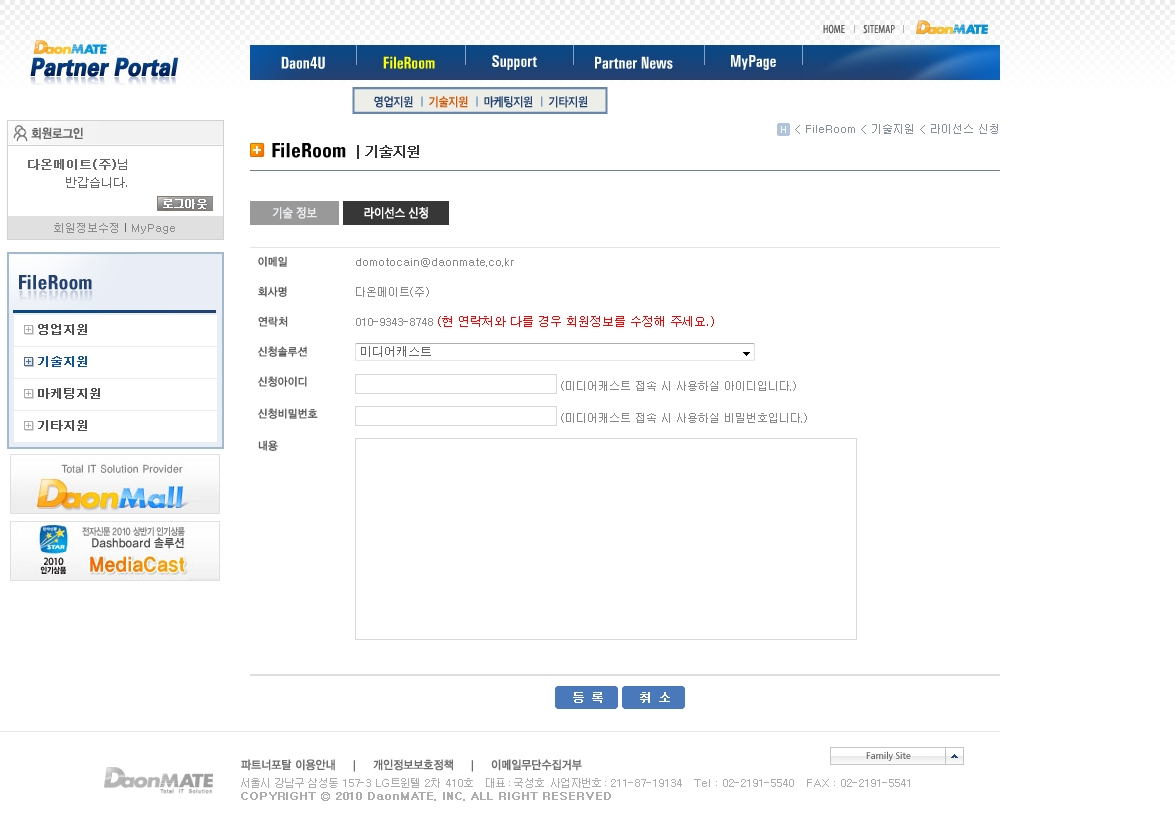 HOME | SITEMAP | DaonMATE
DaonMATE
Partner Portal
Daon4U FileRoom Support Partner News MyPage
영업지원 | 기술지원 | 마케팅지원 | 기타지원
회원로그인
다온메이트(주)님
반갑습니다.
로그아웃
회원정보수정 | MyPage
H < FileRoom < 기술지원 < 라이선스 신청
FileRoom | 기술지원
기술 정보 라이선스 신청
FileRoom
영업지원
기술지원
마케팅지원
기타지원
Total IT Solution Provider
DaonMall
전자신문 2010 상반기 인기상품
Dashboard 솔루션
STAR
2010
인기상품
MediaCast
이메일 domotocain@daonmate.co.kr
회사명 다온메이트(주)
연락처 010-9343-8748 (현 연락처와 다를 경우 회원정보를 수정해 주세요.)
신청솔루션 미디어캐스트
신청아이디 (미디어캐스트 접속 시 사용하실 아이디입니다.)
신청비밀번호 (미디어캐스트 접속 시 사용하실 비밀번호입니다.)
내용
등 록 취 소
Family Site
DaonMATE
Total IT Solution
파트너포탈 이용안내 | 개인정보보호정책 | 이메일무단수집거부
서울시 강남구 삼성동 157-3 LG트윈텔 2차 410호 대표 : 국성호 사업자번호 : 211-87-19134 Tel : 02-2191-5540 FAX : 02-2191-5541
COPYRIGHT © 2010 DaonMATE, INC, ALL RIGHT RESERVED